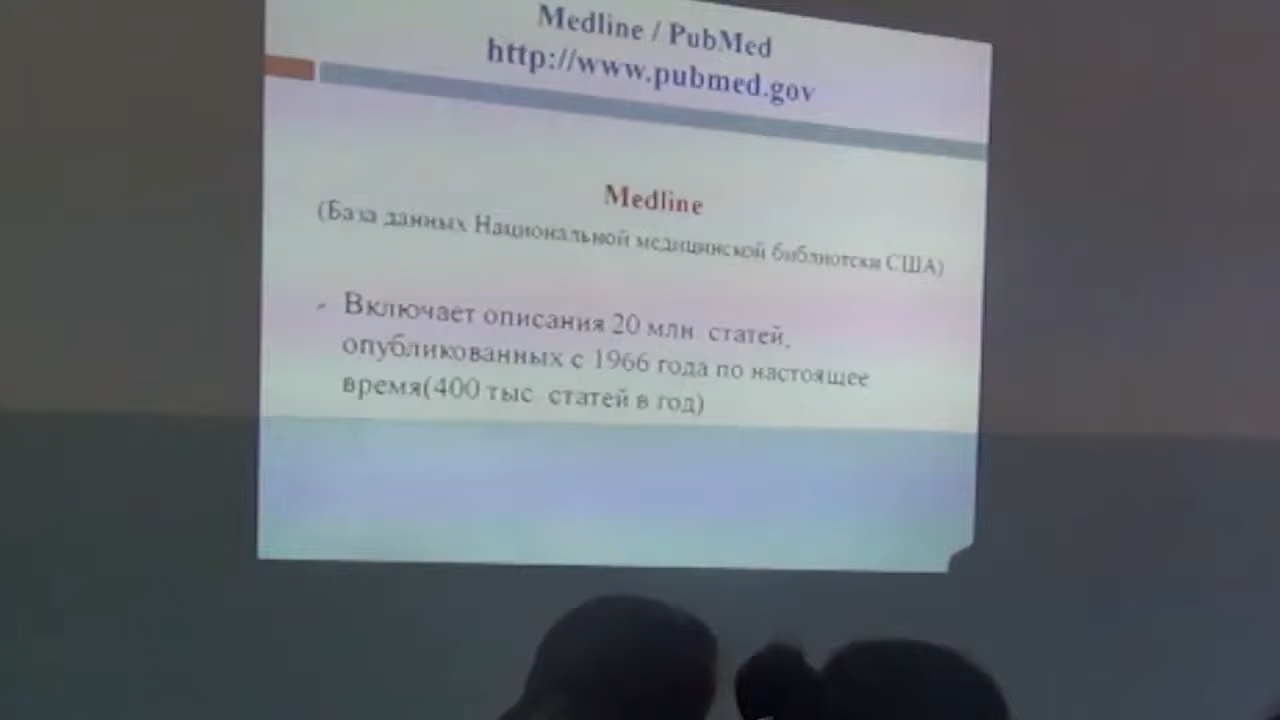 Medline / PubMed
http://www.pubmed.gov
Medline
(База данных Национальной медицинской библиотеки США)
Включает описания 20 млн статей,
опубликованных с 1966 года по настоящее
время(400 тыс статей в год)